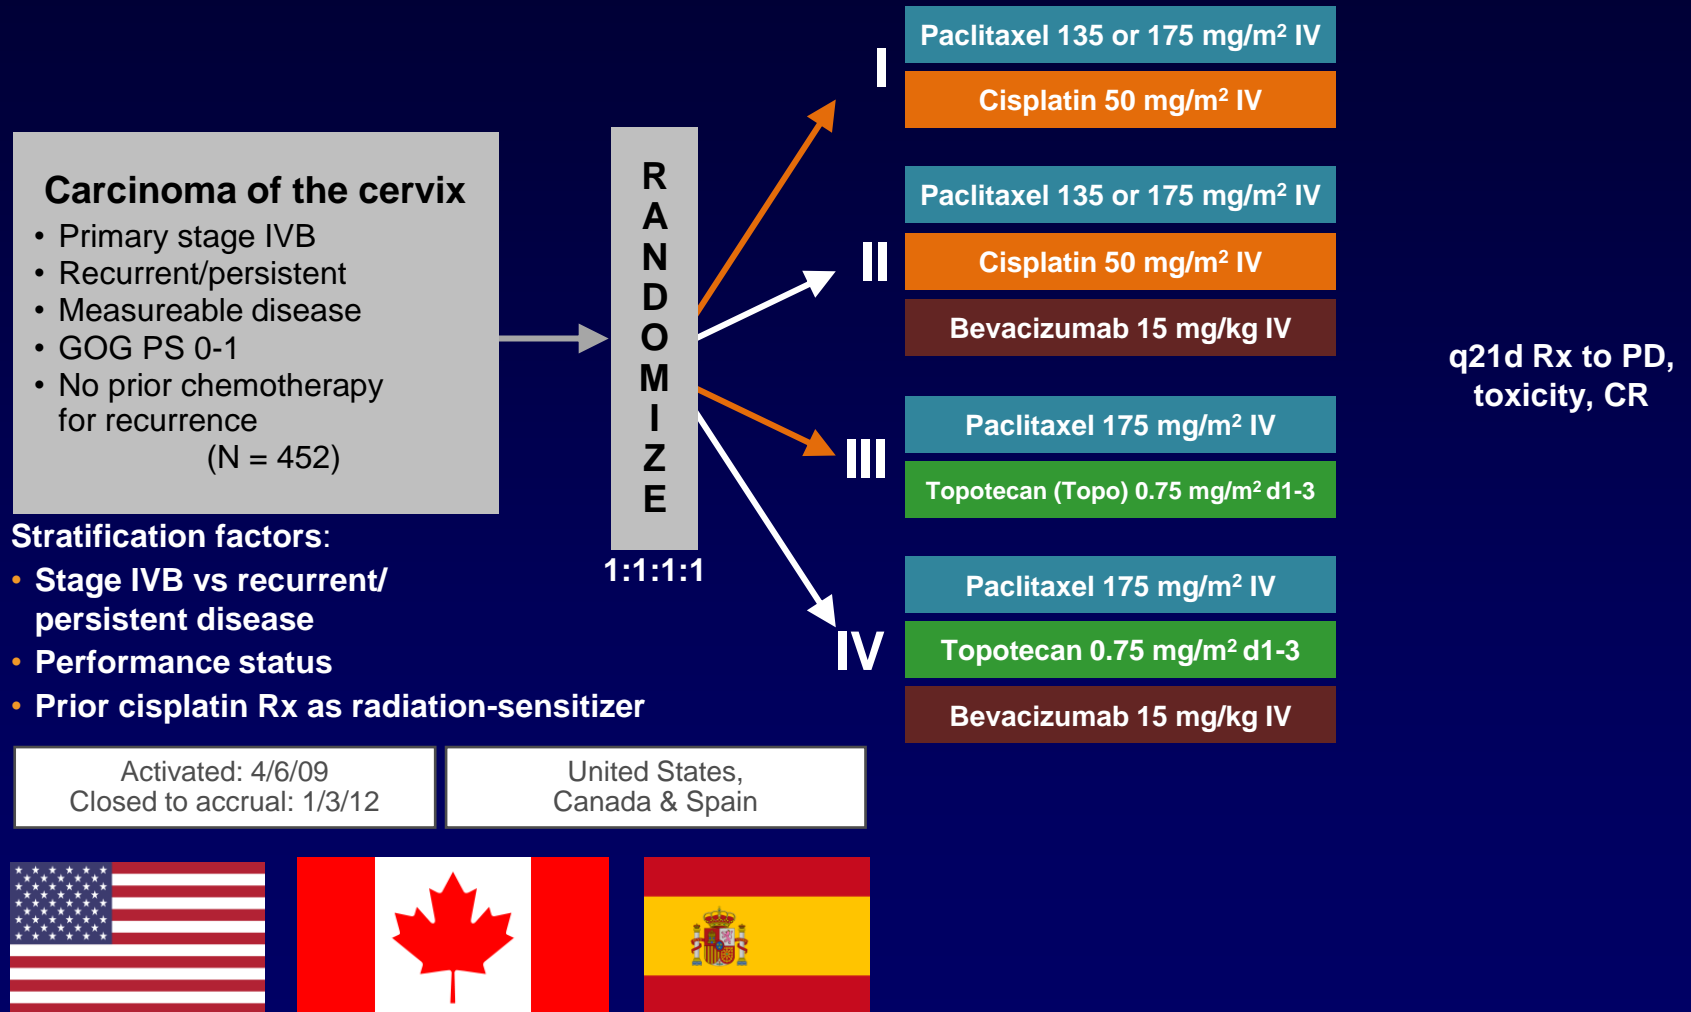 Carcinoma of the cervix
• Primary stage IVB
• Recurrent/persistent
• Measureable disease
• GOG PS 0-1
• No prior chemotherapy
for recurrence
(N = 452)
Stratification factors:
• Stage IVB vs recurrent/
persistent disease
• Performance status
• Prior cisplatin Rx as radiation-sensitizer
Activated: 4/6/09
Closed to accrual: 1/3/12
United States,
Canada & Spain
R
A
N
D
O
M
I
Z
E
1:1:1:1
I
Paclitaxel 135 or 175 mg/m² IV
Cisplatin 50 mg/m² IV
II
Paclitaxel 135 or 175 mg/m² IV
Cisplatin 50 mg/m² IV
Bevacizumab 15 mg/kg IV
III
Paclitaxel 175 mg/m² IV
Topotecan (Topo) 0.75 mg/m² d1-3
IV
Paclitaxel 175 mg/m² IV
Topotecan 0.75 mg/m² d1-3
Bevacizumab 15 mg/kg IV
q21d Rx to PD,
toxicity, CR